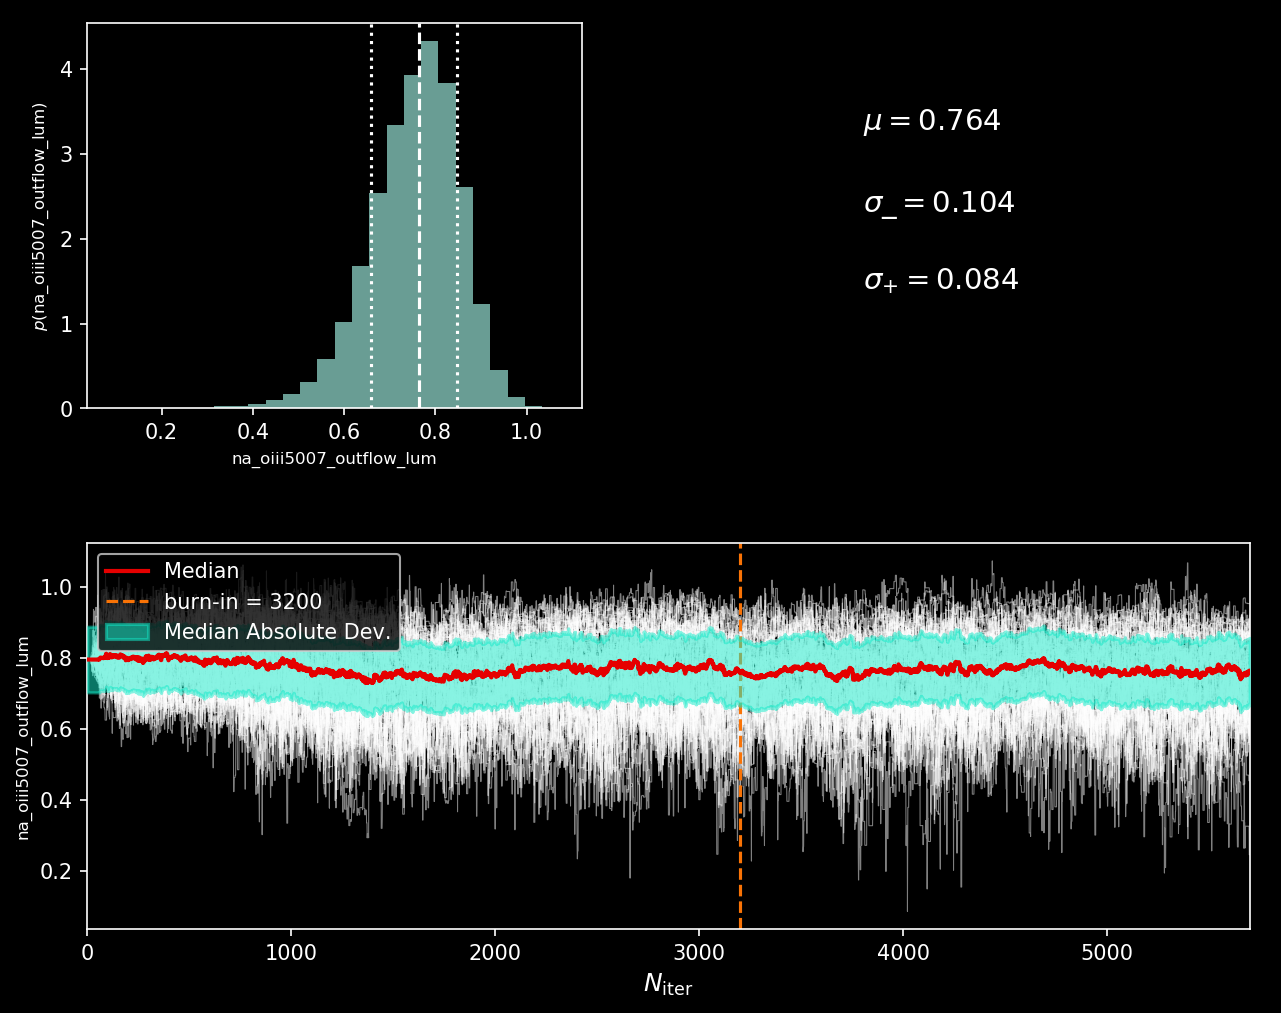 4
3
2
1
0
p(na_oiii5007_outflow_lum)
0.2 0.4 0.6 0.8 1.0
na_oiii5007_outflow_lum
μ = 0.764
σ₋ = 0.104
σ₊ = 0.084
1.0
0.8
0.6
0.4
0.2
na_oiii5007_outflow_lum
Median
burn-in = 3200
Median Absolute Dev.
0 1000 2000 3000 4000 5000
N_iter